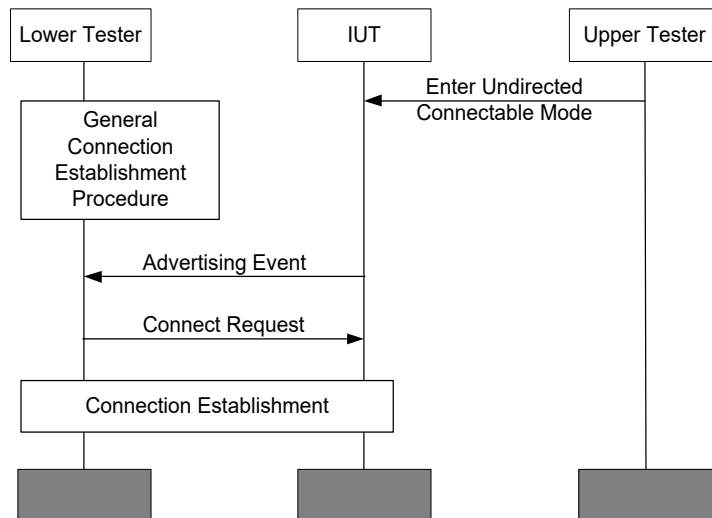 Lower Tester
IUT
Upper Tester
Enter Undirected
Connectable Mode
General
Connection
Establishment
Procedure
Advertising Event
Connect Request
Connection Establishment